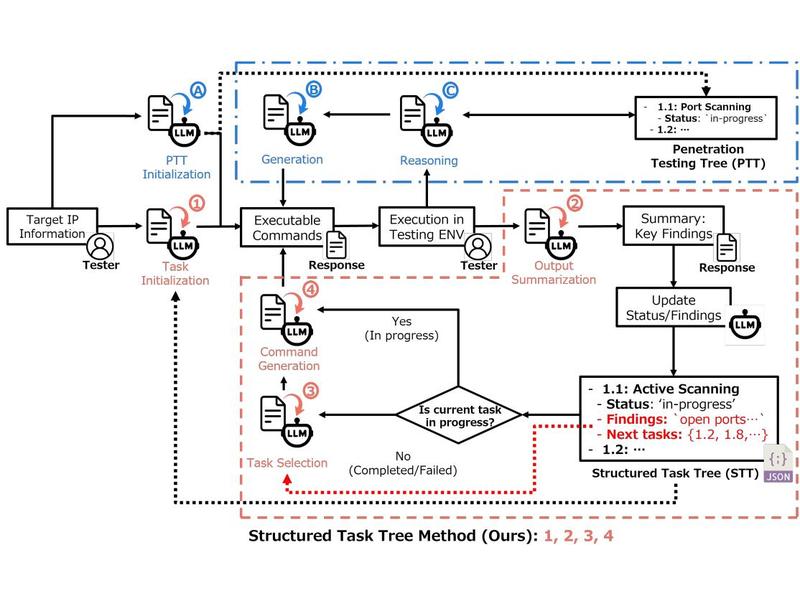 A
LLM
PTT
Initialization
B
LLM
Generation
C
LLM
Reasoning
- 1.1: Port Scanning
- Status: `in-progress`
- 1.2: ...
Penetration
Testing Tree (PTT)
Target IP
Information
Tester
1
LLM
Task
Initialization
Executable
Commands
Response
Execution in
Testing ENV
Tester
2
LLM
Output
Summarization
Summary:
Key Findings
Response
Update
Status/Findings
LLM
4
LLM
Command
Generation
Yes
(In progress)
3
LLM
Task Selection
Is current task
in progress?
No
(Completed/Failed)
- 1.1: Active Scanning
- Status: ‘in-progress’
- Findings: `open ports…`
- Next tasks: {1.2, 1.8,…}
- 1.2: …
Structured Task Tree (STT)
{;}
JSON
Structured Task Tree Method (Ours): 1, 2, 3, 4